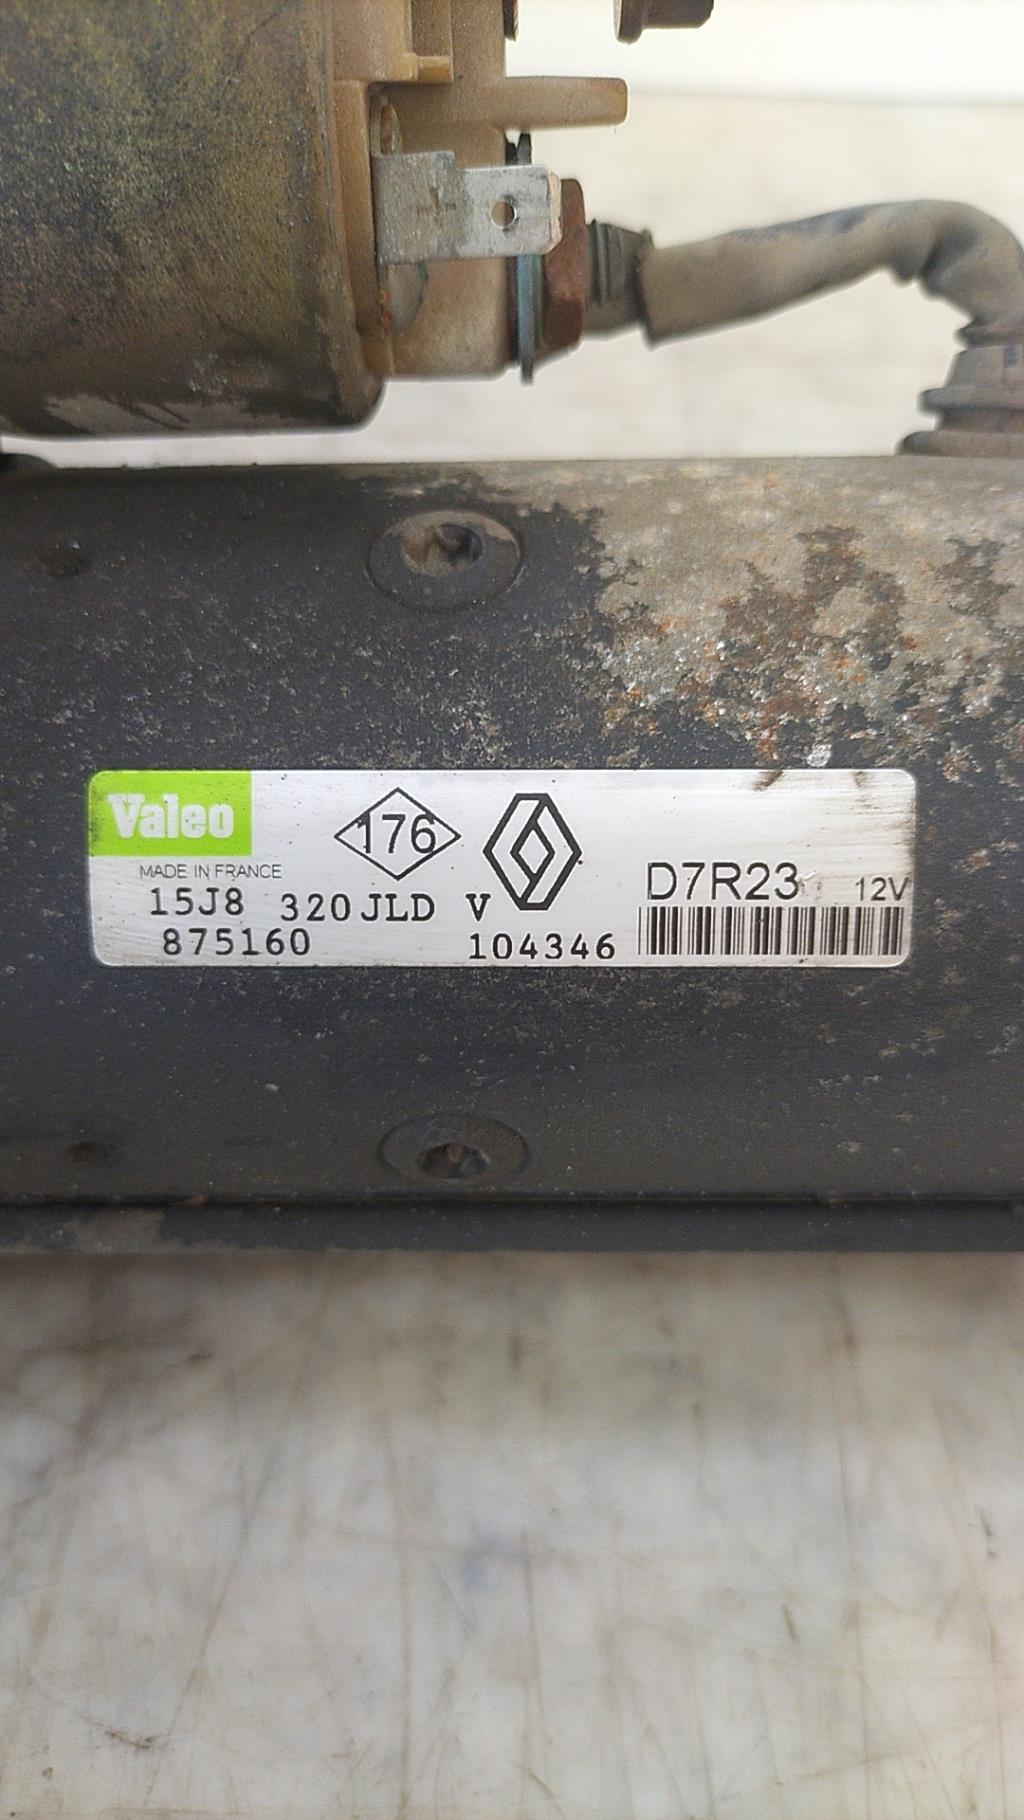 Valeo
176
MADE IN FRANCE
D7R23 12V
15J8 320JLD V
875160 104346